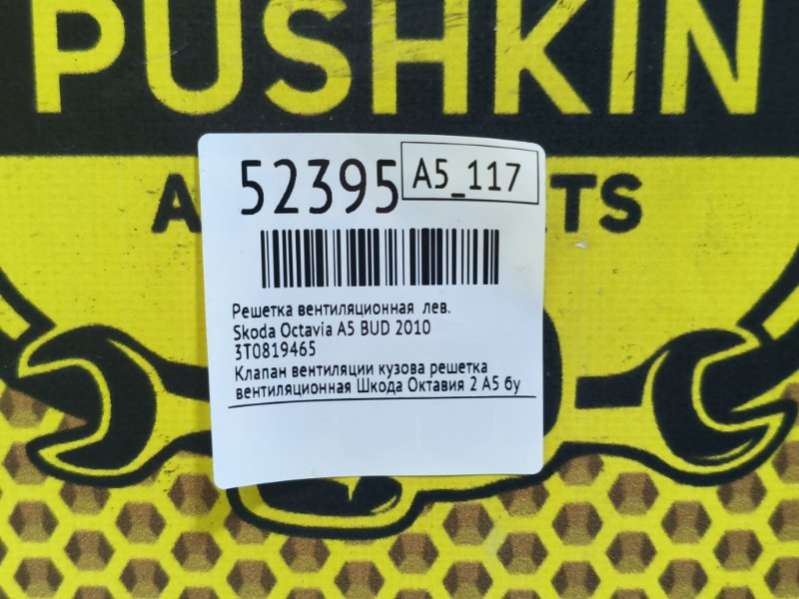 PUSHKIN
52395
A5_117
Решетка вентиляционная лев.
Skoda Octavia A5 BUD 2010
3T0819465
Клапан вентиляции кузова решетка
вентиляционная Шкода Октавия 2 А5 бу